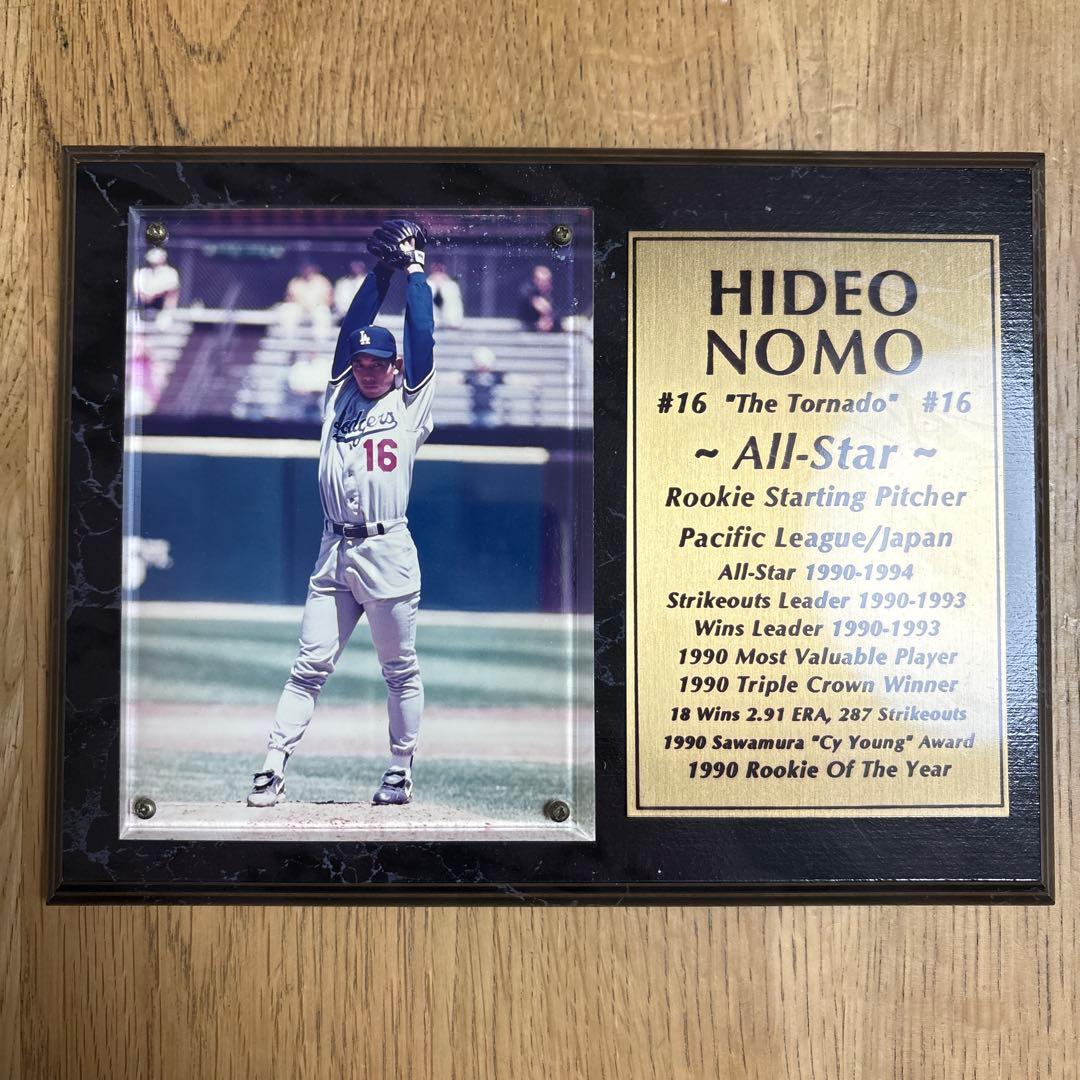 LA
Dodgers
16
HIDEO
NOMO
#16 "The Tornado" #16
~ All-Star ~
Rookie Starting Pitcher
Pacific League/Japan
All-Star 1990-1994
Strikeouts Leader 1990-1993
Wins Leader 1990-1993
1990 Most Valuable Player
1990 Triple Crown Winner
18 Wins 2.91 ERA, 287 Strikeouts
1990 Sawamura "Cy Young" Award
1990 Rookie Of The Year